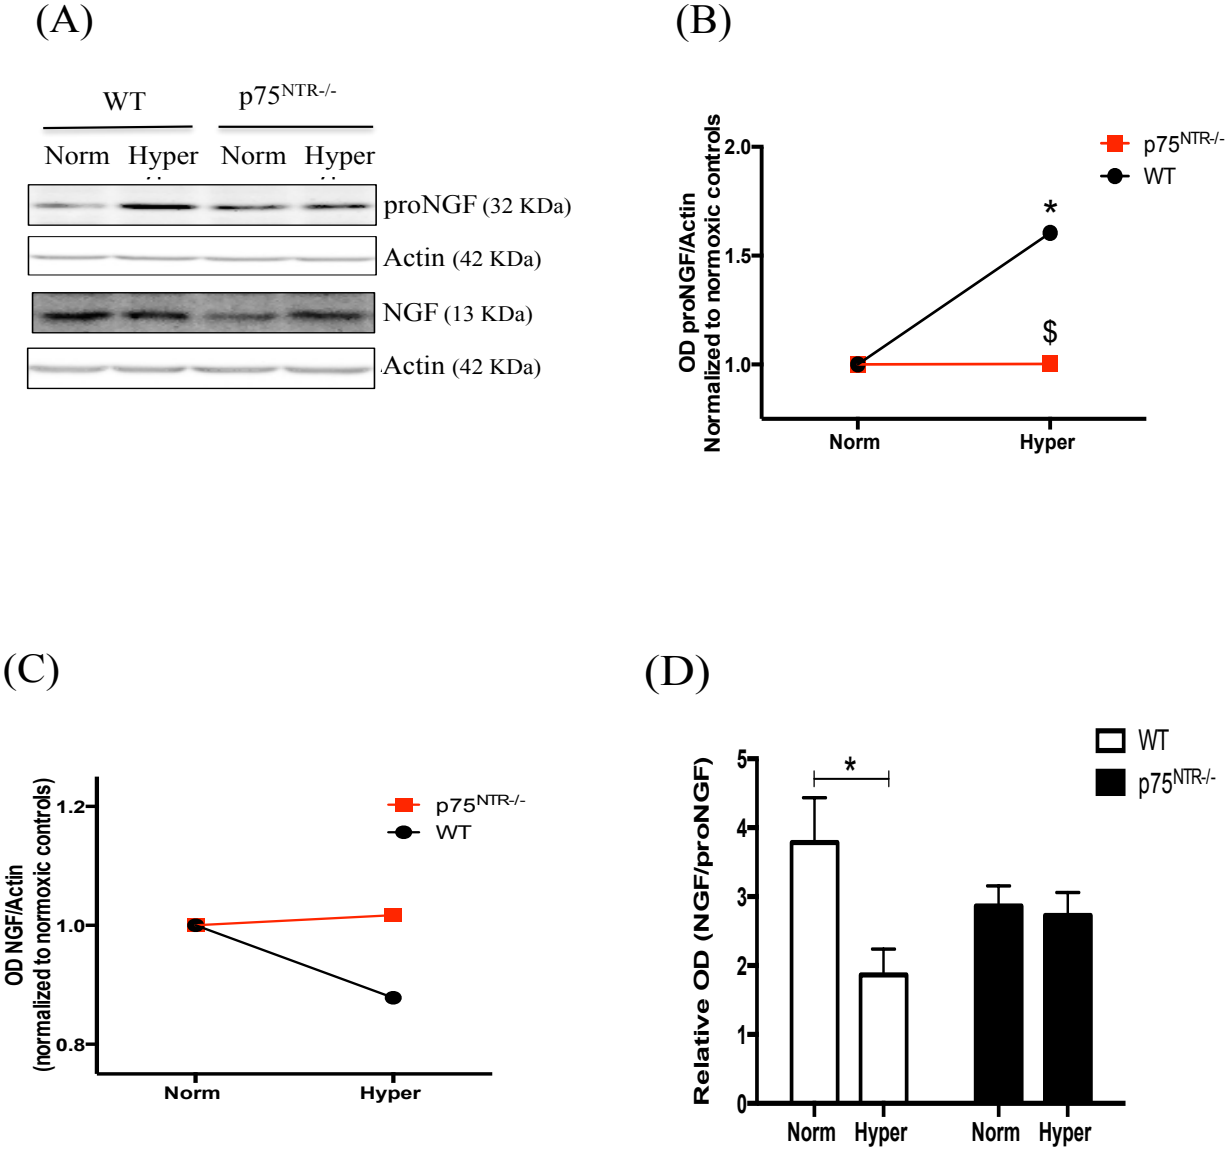 (A)
WT p75NTR-/-
Norm Hyper Norm Hyper
proNGF (32 KDa)
Actin (42 KDa)
NGF (13 KDa)
Actin (42 KDa)
(B)
OD proNGF/Actin
Normalized to normoxic controls
2.0
1.5
1.0
p75NTR-/-
WT
*
$
Norm Hyper
(C)
OD NGF/Actin
(normalized to normoxic controls)
1.2
1.0
0.8
p75NTR-/-
WT
Norm Hyper
(D)
Relative OD (NGF/proNGF)
5
4
3
2
1
0
*
WT
p75NTR-/-
Norm Hyper Norm Hyper